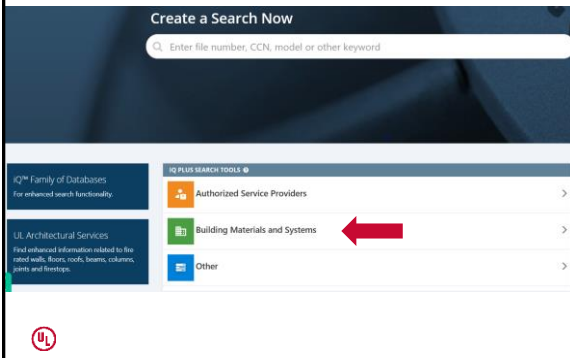 Create a Search Now
Enter file number, CCN, model or other keyword
iQ™ Family of Databases
For enhanced search functionality.
UL Architectural Services
Find enhanced information related to fire
rated walls, floors, roofs, beams, columns,
joints and firestops.
IQ PLUS SEARCH TOOLS
Authorized Service Providers
Building Materials and Systems
Other
UL